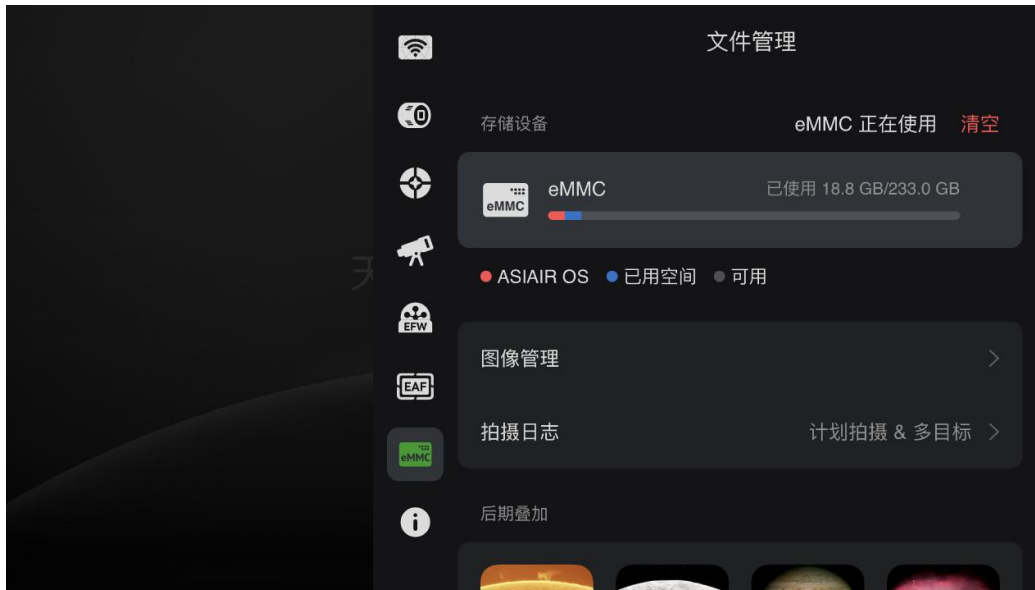 文件管理
存储设备 eMMC 正在使用 清空
eMMC 已使用 18.8 GB/233.0 GB
eMMC
天
ASIAIR OS 已用空间 可用
EFW
图像管理
EAF
拍摄日志 计划拍摄 & 多目标
eMMC
后期叠加